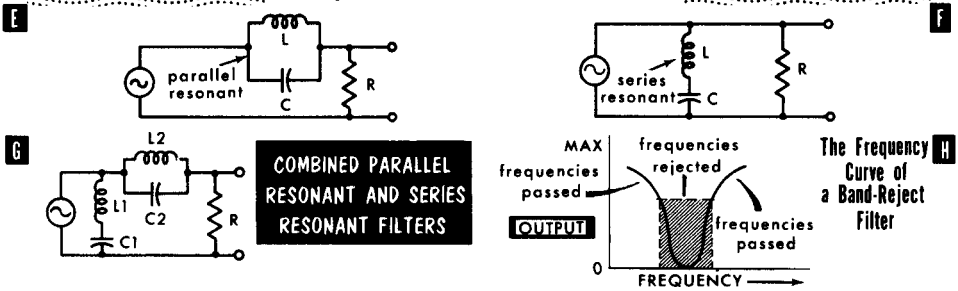 E
L
parallel
resonant
C
R
F
L
series
resonant
C
R
G
L2
C2
L1
C1
R
COMBINED PARALLEL
RESONANT AND SERIES
RESONANT FILTERS
MAX
frequencies
passed
frequencies
rejected
frequencies
passed
OUTPUT
0
FREQUENCY
The Frequency
Curve of
a Band-Reject
Filter
H